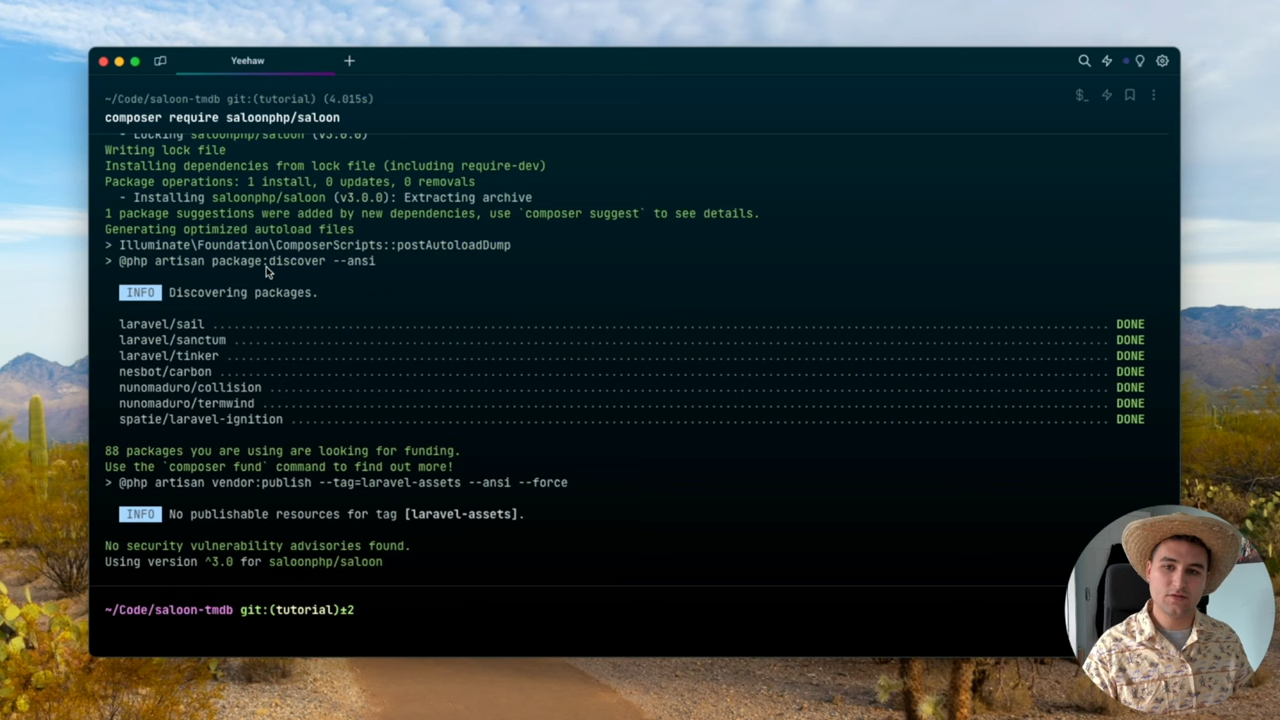 Yeehaw
~/Code/saloon-tmdb git:(tutorial) (4.015s)
composer require saloonphp/saloon
- Locking saloonphp/saloon (v3.0.0)
Writing lock file
Installing dependencies from lock file (including require-dev)
Package operations: 1 install, 0 updates, 0 removals
- Installing saloonphp/saloon (v3.0.0): Extracting archive
1 package suggestions were added by new dependencies, use `composer suggest` to see details.
Generating optimized autoload files
> Illuminate\Foundation\ComposerScripts::postAutoloadDump
> @php artisan package:discover --ansi
INFO Discovering packages.
laravel/sail ........................................ DONE
laravel/sanctum ........................................ DONE
laravel/tinker ........................................ DONE
nesbot/carbon ........................................ DONE
nunomaduro/collision ........................................ DONE
nunomaduro/termwind ........................................ DONE
spatie/laravel-ignition ........................................ DONE
88 packages you are using are looking for funding.
Use the `composer fund` command to find out more!
> @php artisan vendor:publish --tag=laravel-assets --ansi --force
INFO No publishable resources for tag [laravel-assets].
No security vulnerability advisories found.
Using version ^3.0 for saloonphp/saloon
~/Code/saloon-tmdb git:(tutorial)±2